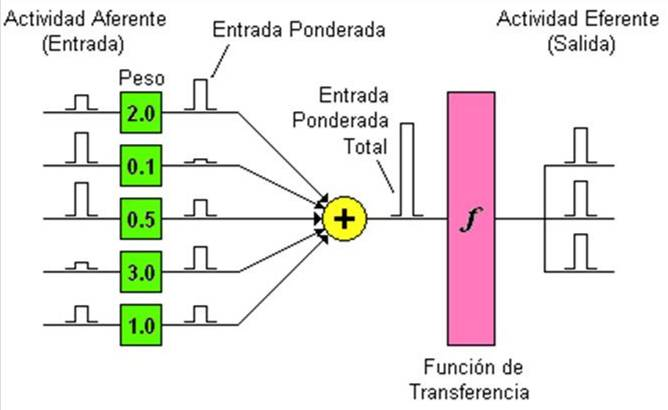 Actividad Aferente
(Entrada)
Entrada Ponderada
Actividad Eferente
(Salida)
Peso
2.0
0.1
0.5
3.0
1.0
Entrada
Ponderada
Total
+
f
Función de
Transferencia